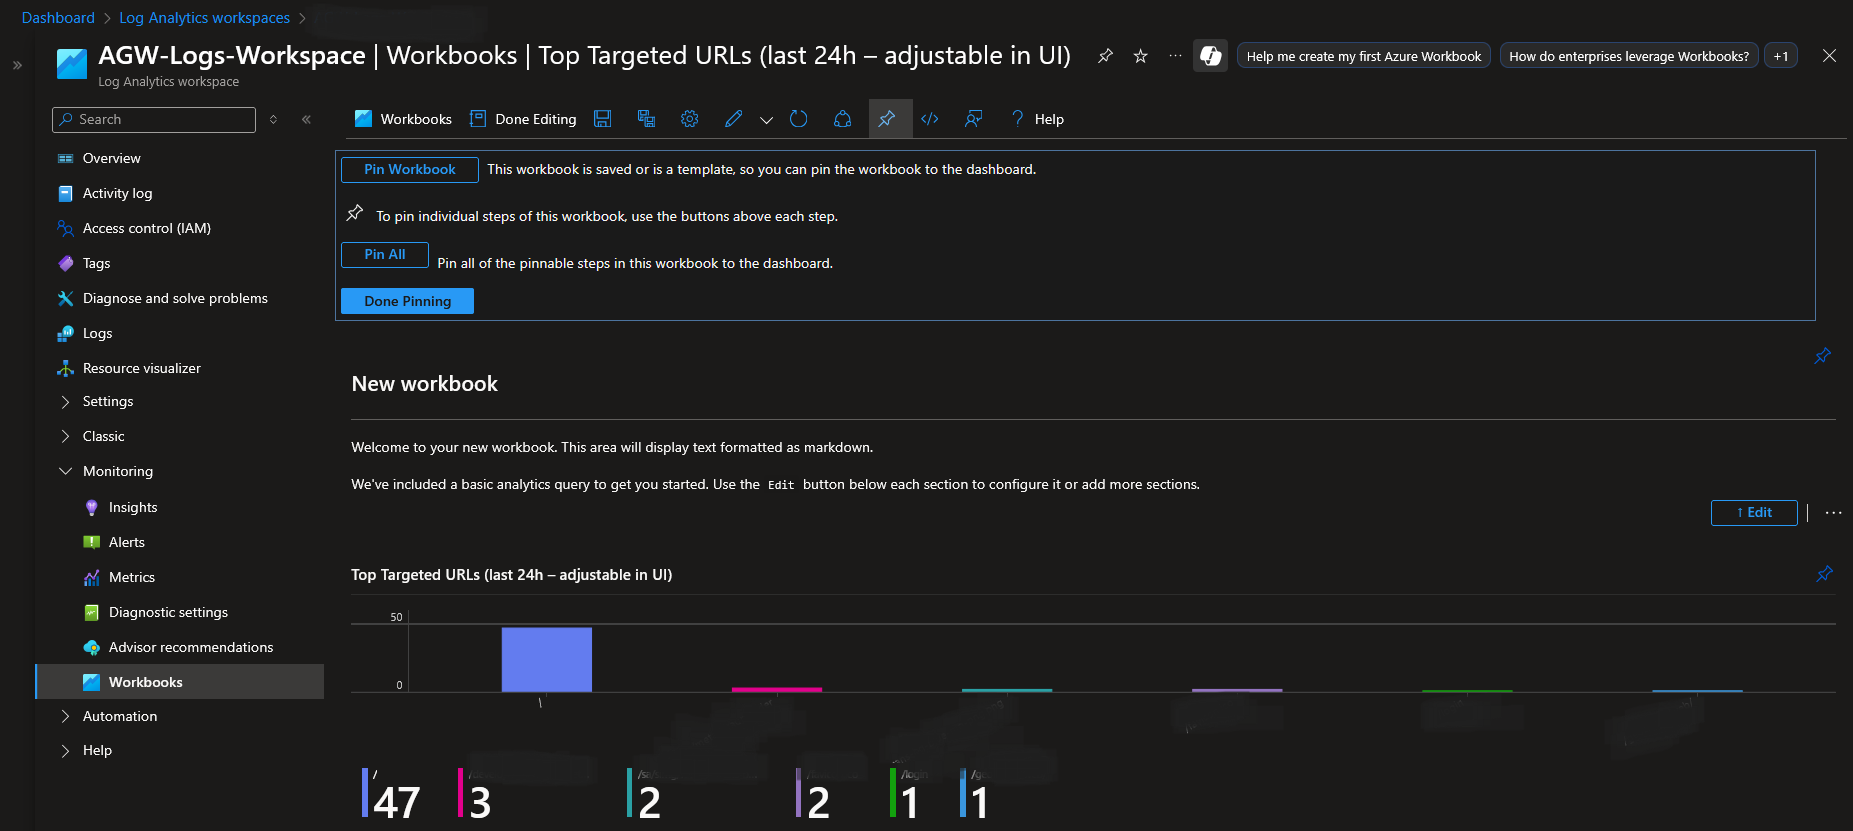 Dashboard > Log Analytics workspaces >
AGW-Logs-Workspace | Workbooks | Top Targeted URLs (last 24h – adjustable in UI)
Log Analytics workspace
Help me create my first Azure Workbook
How do enterprises leverage Workbooks?
+1
Search
Workbooks
Done Editing
Help
Overview
Activity log
Access control (IAM)
Tags
Diagnose and solve problems
Logs
Resource visualizer
Settings
Classic
Monitoring
Insights
Alerts
Metrics
Diagnostic settings
Advisor recommendations
Workbooks
Automation
Help
Pin Workbook This workbook is saved or is a template, so you can pin the workbook to the dashboard.
To pin individual steps of this workbook, use the buttons above each step.
Pin All Pin all of the pinnable steps in this workbook to the dashboard.
Done Pinning
New workbook
Welcome to your new workbook. This area will display text formatted as markdown.
We've included a basic analytics query to get you started. Use the Edit button below each section to configure it or add more sections.
↑ Edit
Top Targeted URLs (last 24h – adjustable in UI)
50
0
/
/
47
3
2
2
/login
1
1